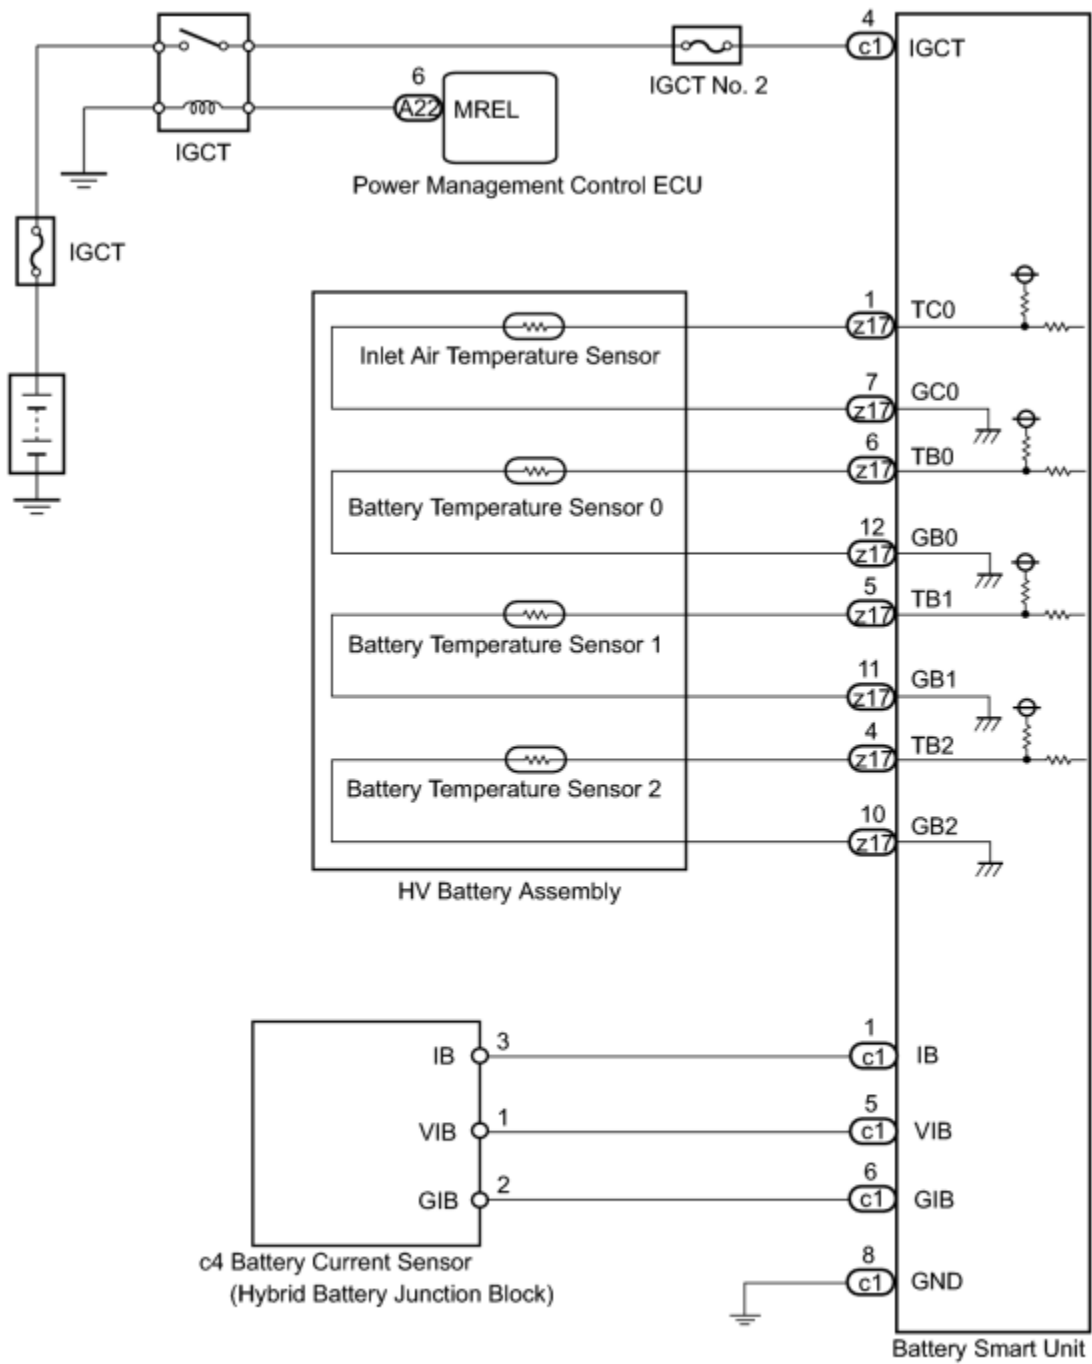 4
c1
IGCT
IGCT No. 2
6
A22
MREL
IGCT
Power Management Control ECU
IGCT
1
z17
TC0
Inlet Air Temperature Sensor
7
z17
GC0
6
z17
TB0
Battery Temperature Sensor 0
12
z17
GB0
5
z17
TB1
Battery Temperature Sensor 1
11
z17
GB1
4
z17
TB2
Battery Temperature Sensor 2
10
z17
GB2
HV Battery Assembly
IB
3
1
c1
IB
VIB
1
5
c1
VIB
GIB
2
6
c1
GIB
c4 Battery Current Sensor
(Hybrid Battery Junction Block)
8
c1
GND
Battery Smart Unit